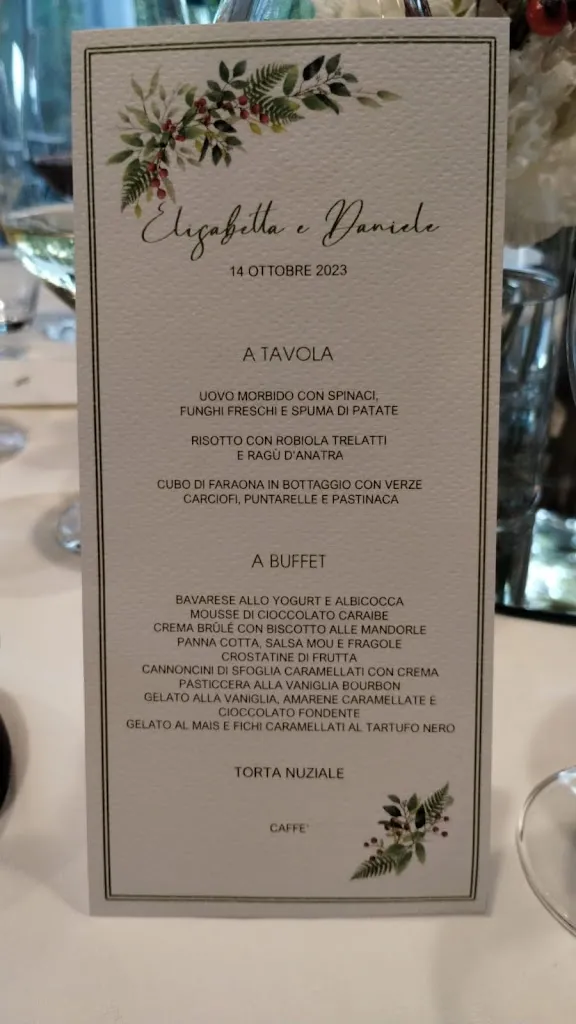 Elisabetta e Daniele
14 OTTOBRE 2023
A TAVOLA
UOVO MORBIDO CON SPINACI,
FUNGHI FRESCHI E SPUMA DI PATATE
RISOTTO CON ROBIOLA TRELATTI
E RAGÙ D'ANATRA
CUBO DI FARAONA IN BOTTAGGIO CON VERZE
CARCIOFI, PUNTARELLE E PASTINACA
A BUFFET
BAVARESE ALLO YOGURT E ALBICOCCA
MOUSSE DI CIOCCOLATO CARAIBE
CREMA BRÛLÉ CON BISCOTTO ALLE MANDORLE
PANNA COTTA, SALSA MOU E FRAGOLE
CROSTATINE DI FRUTTA
CANNONCINI DI SFOGLIA CARAMELLATI CON CREMA
PASTICCERA ALLA VANIGLIA BOURBON
GELATO ALLA VANIGLIA, AMARENE CARAMELLATE E
CIOCCOLATO FONDENTE
GELATO AL MAIS E FICHI CARAMELLATI AL TARTUFO NERO
TORTA NUZIALE
CAFFE'